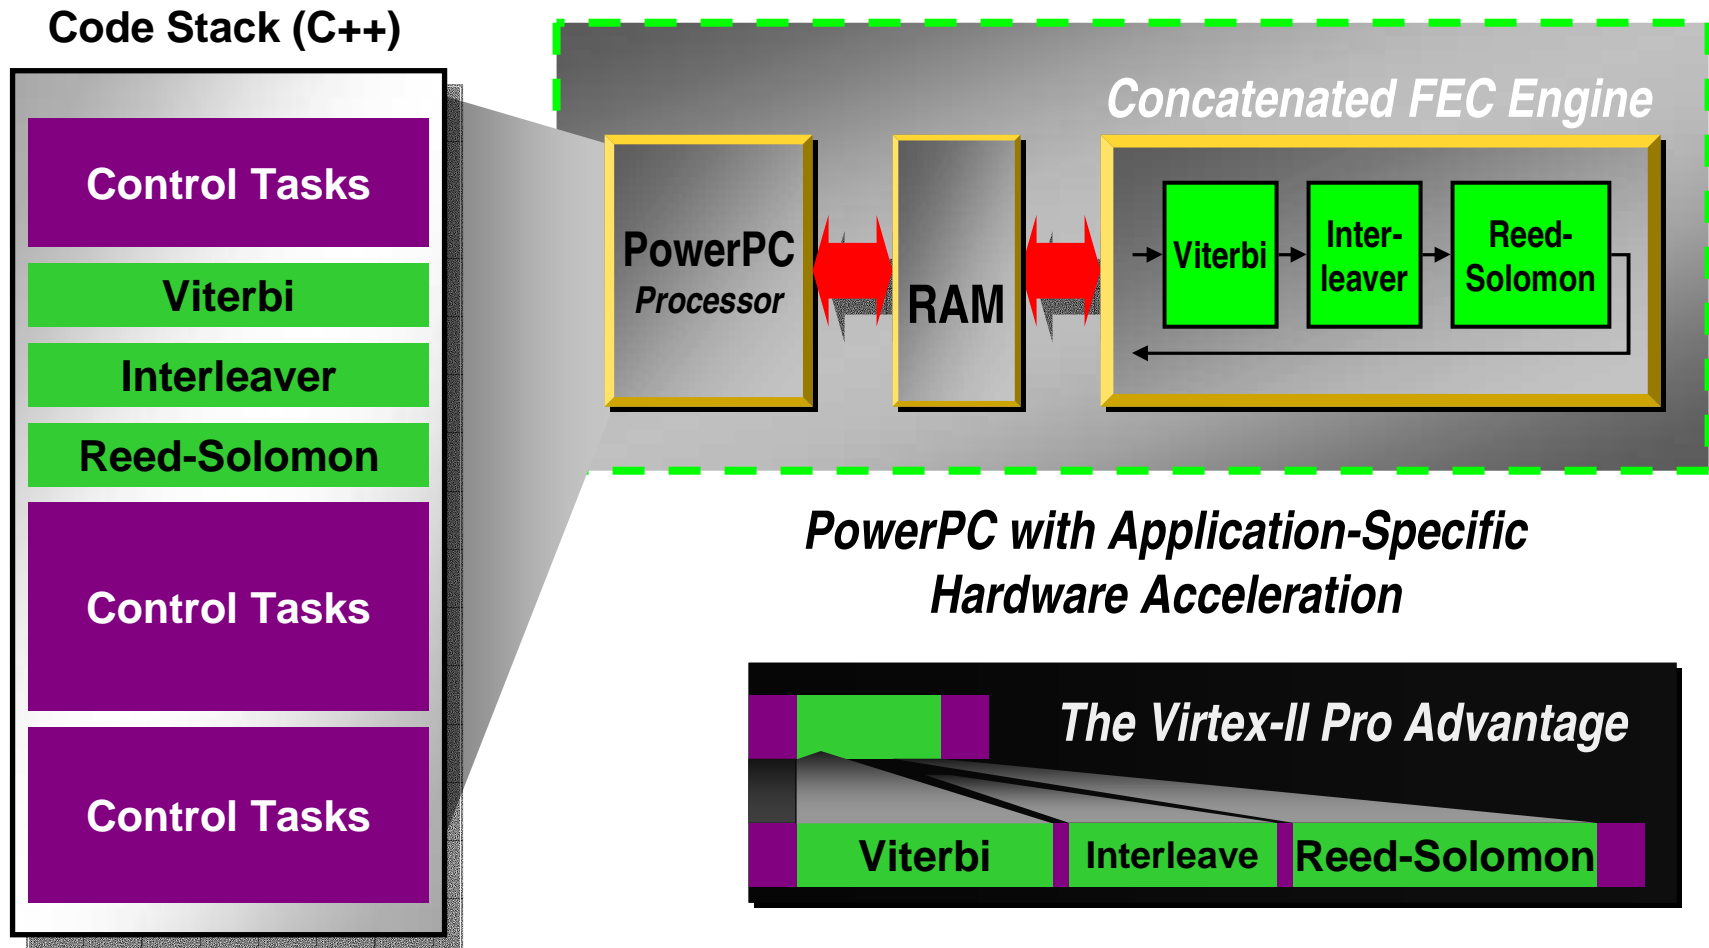 Code Stack (C++)
Control Tasks
Viterbi
Interleaver
Reed-Solomon
Control Tasks
Control Tasks
Concatenated FEC Engine
PowerPC
Processor
RAM
Viterbi
Inter-
leaver
Reed-
Solomon
PowerPC with Application-Specific
Hardware Acceleration
The Virtex-II Pro Advantage
Viterbi
Interleave
Reed-Solomon